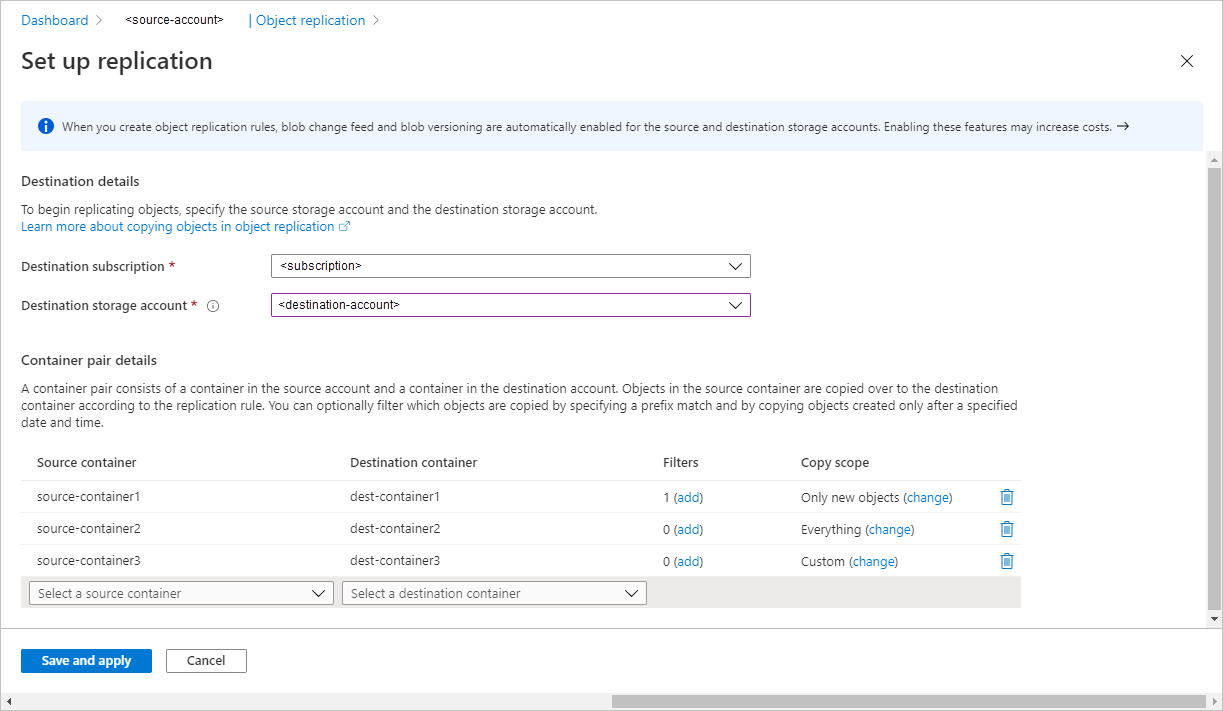 Dashboard > <source-account> | Object replication >
Set up replication
When you create object replication rules, blob change feed and blob versioning are automatically enabled for the source and destination storage accounts. Enabling these features may increase costs. →
Destination details
To begin replicating objects, specify the source storage account and the destination storage account.
Learn more about copying objects in object replication
Destination subscription * <subscription>
Destination storage account * <destination-account>
Container pair details
A container pair consists of a container in the source account and a container in the destination account. Objects in the source container are copied over to the destination
container according to the replication rule. You can optionally filter which objects are copied by specifying a prefix match and by copying objects created only after a specified
date and time.
Source container Destination container Filters Copy scope
source-container1 dest-container1 1 (add) Only new objects (change)
source-container2 dest-container2 0 (add) Everything (change)
source-container3 dest-container3 0 (add) Custom (change)
Select a source container Select a destination container
Save and apply Cancel